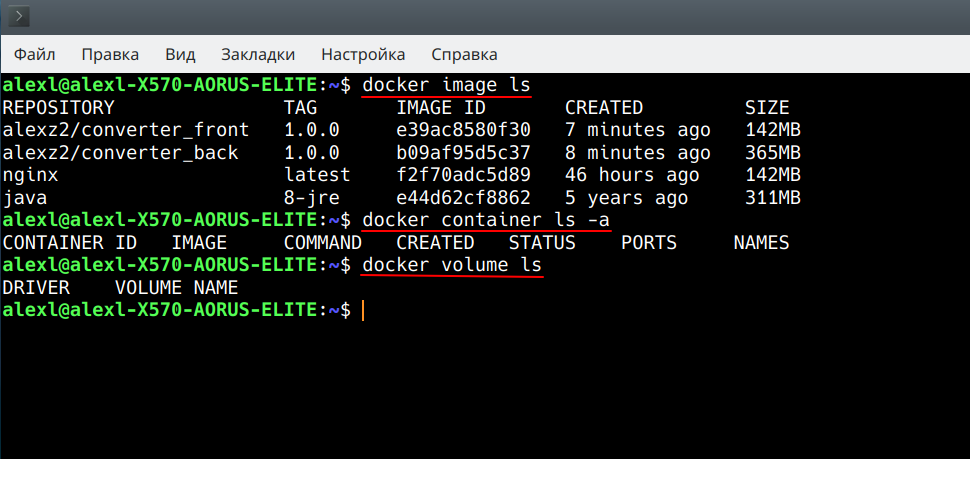 Файл Правка Вид Закладки Настройка Справка
alexl@alexl-X570-AORUS-ELITE:~$ docker image ls
REPOSITORY TAG IMAGE ID CREATED SIZE
alexz2/converter_front 1.0.0 e39ac8580f30 7 minutes ago 142MB
alexz2/converter_back 1.0.0 b09af95d5c37 8 minutes ago 365MB
nginx latest f2f70adc5d89 46 hours ago 142MB
java 8-jre e44d62cf8862 5 years ago 311MB
alexl@alexl-X570-AORUS-ELITE:~$ docker container ls -a
CONTAINER ID IMAGE COMMAND CREATED STATUS PORTS NAMES
alexl@alexl-X570-AORUS-ELITE:~$ docker volume ls
DRIVER VOLUME NAME
alexl@alexl-X570-AORUS-ELITE:~$